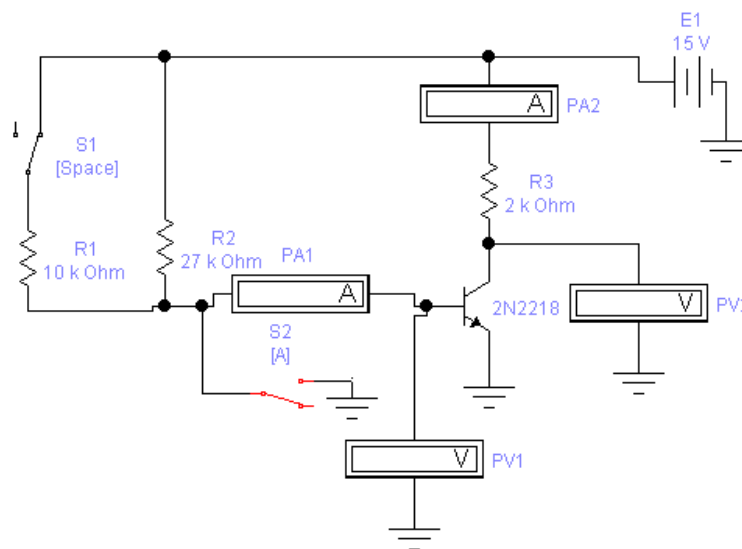 E1
15 V
A
PA2
S1
[Space]
R3
2 k Ohm
R1
10 k Ohm
R2
27 k Ohm
PA1
A
2N2218
V
S2
[A]
V
PV1